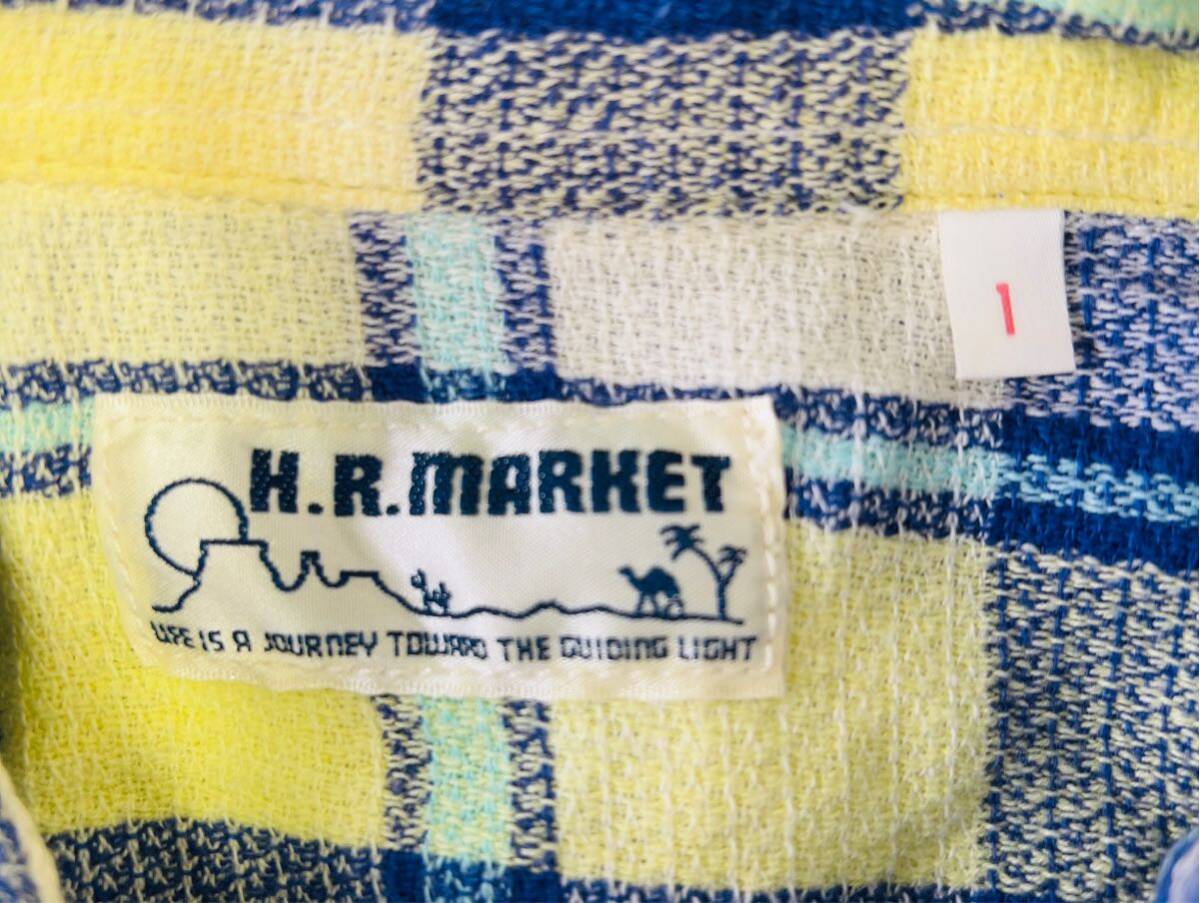 1
H.R.MARKET
LIFE IS A JOURNEY TOWARD THE GUIDING LIGHT